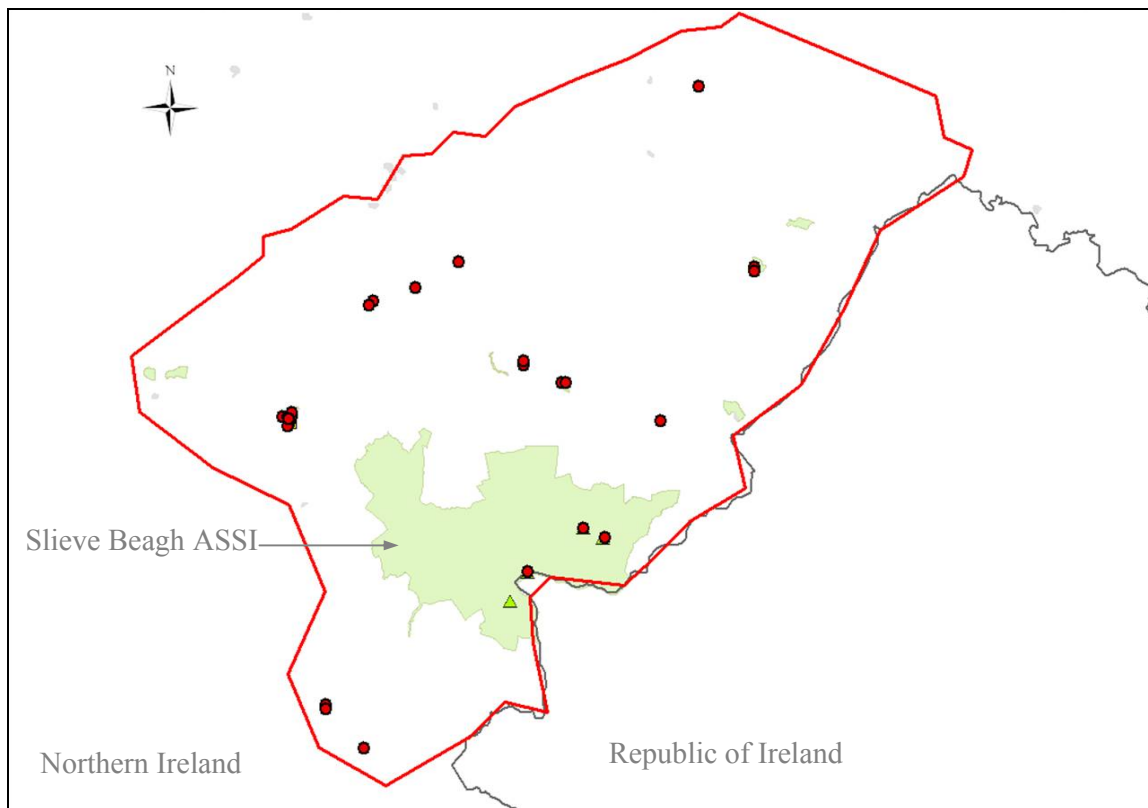 N
Slieve Beagh ASSI
Northern Ireland
Republic of Ireland